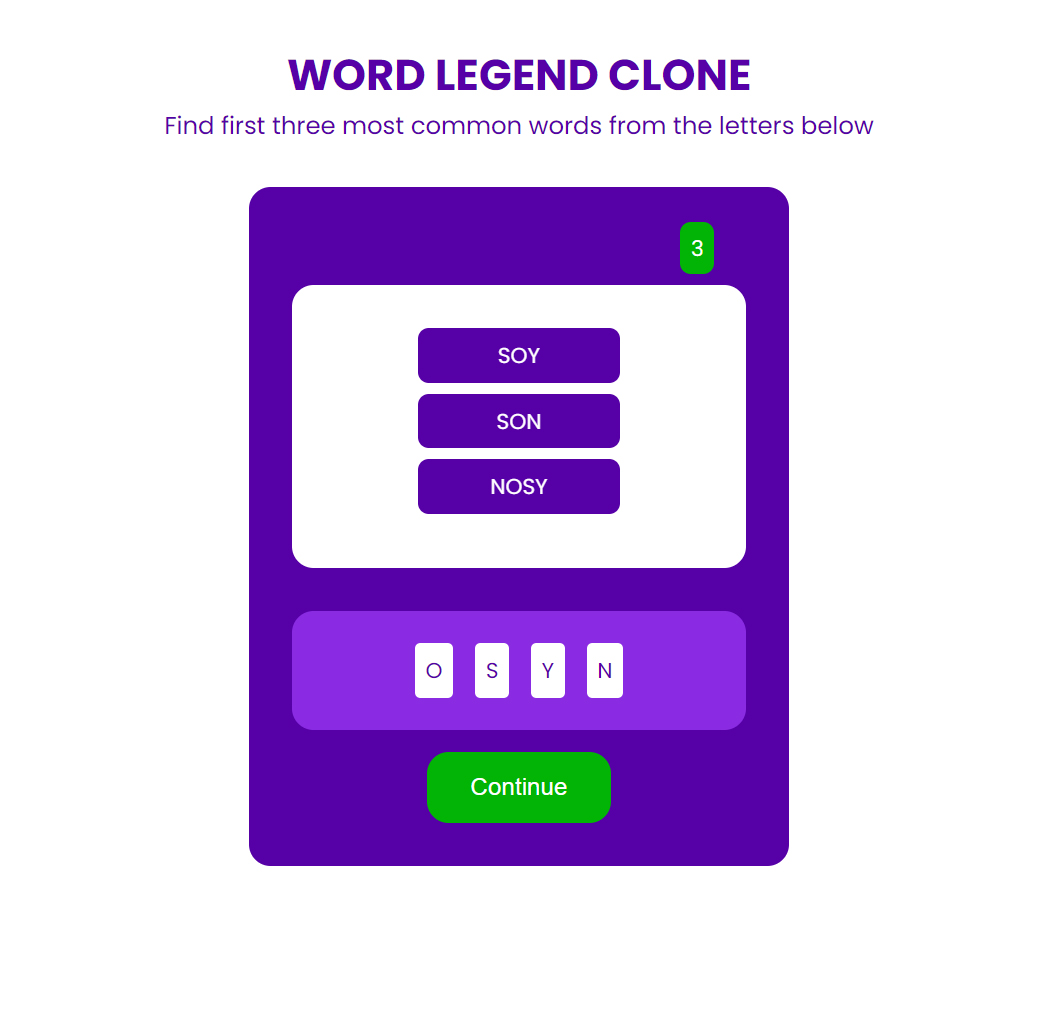 WORD LEGEND CLONE
Find first three most common words from the letters below
3
SOY
SON
NOSY
O S Y N
Continue